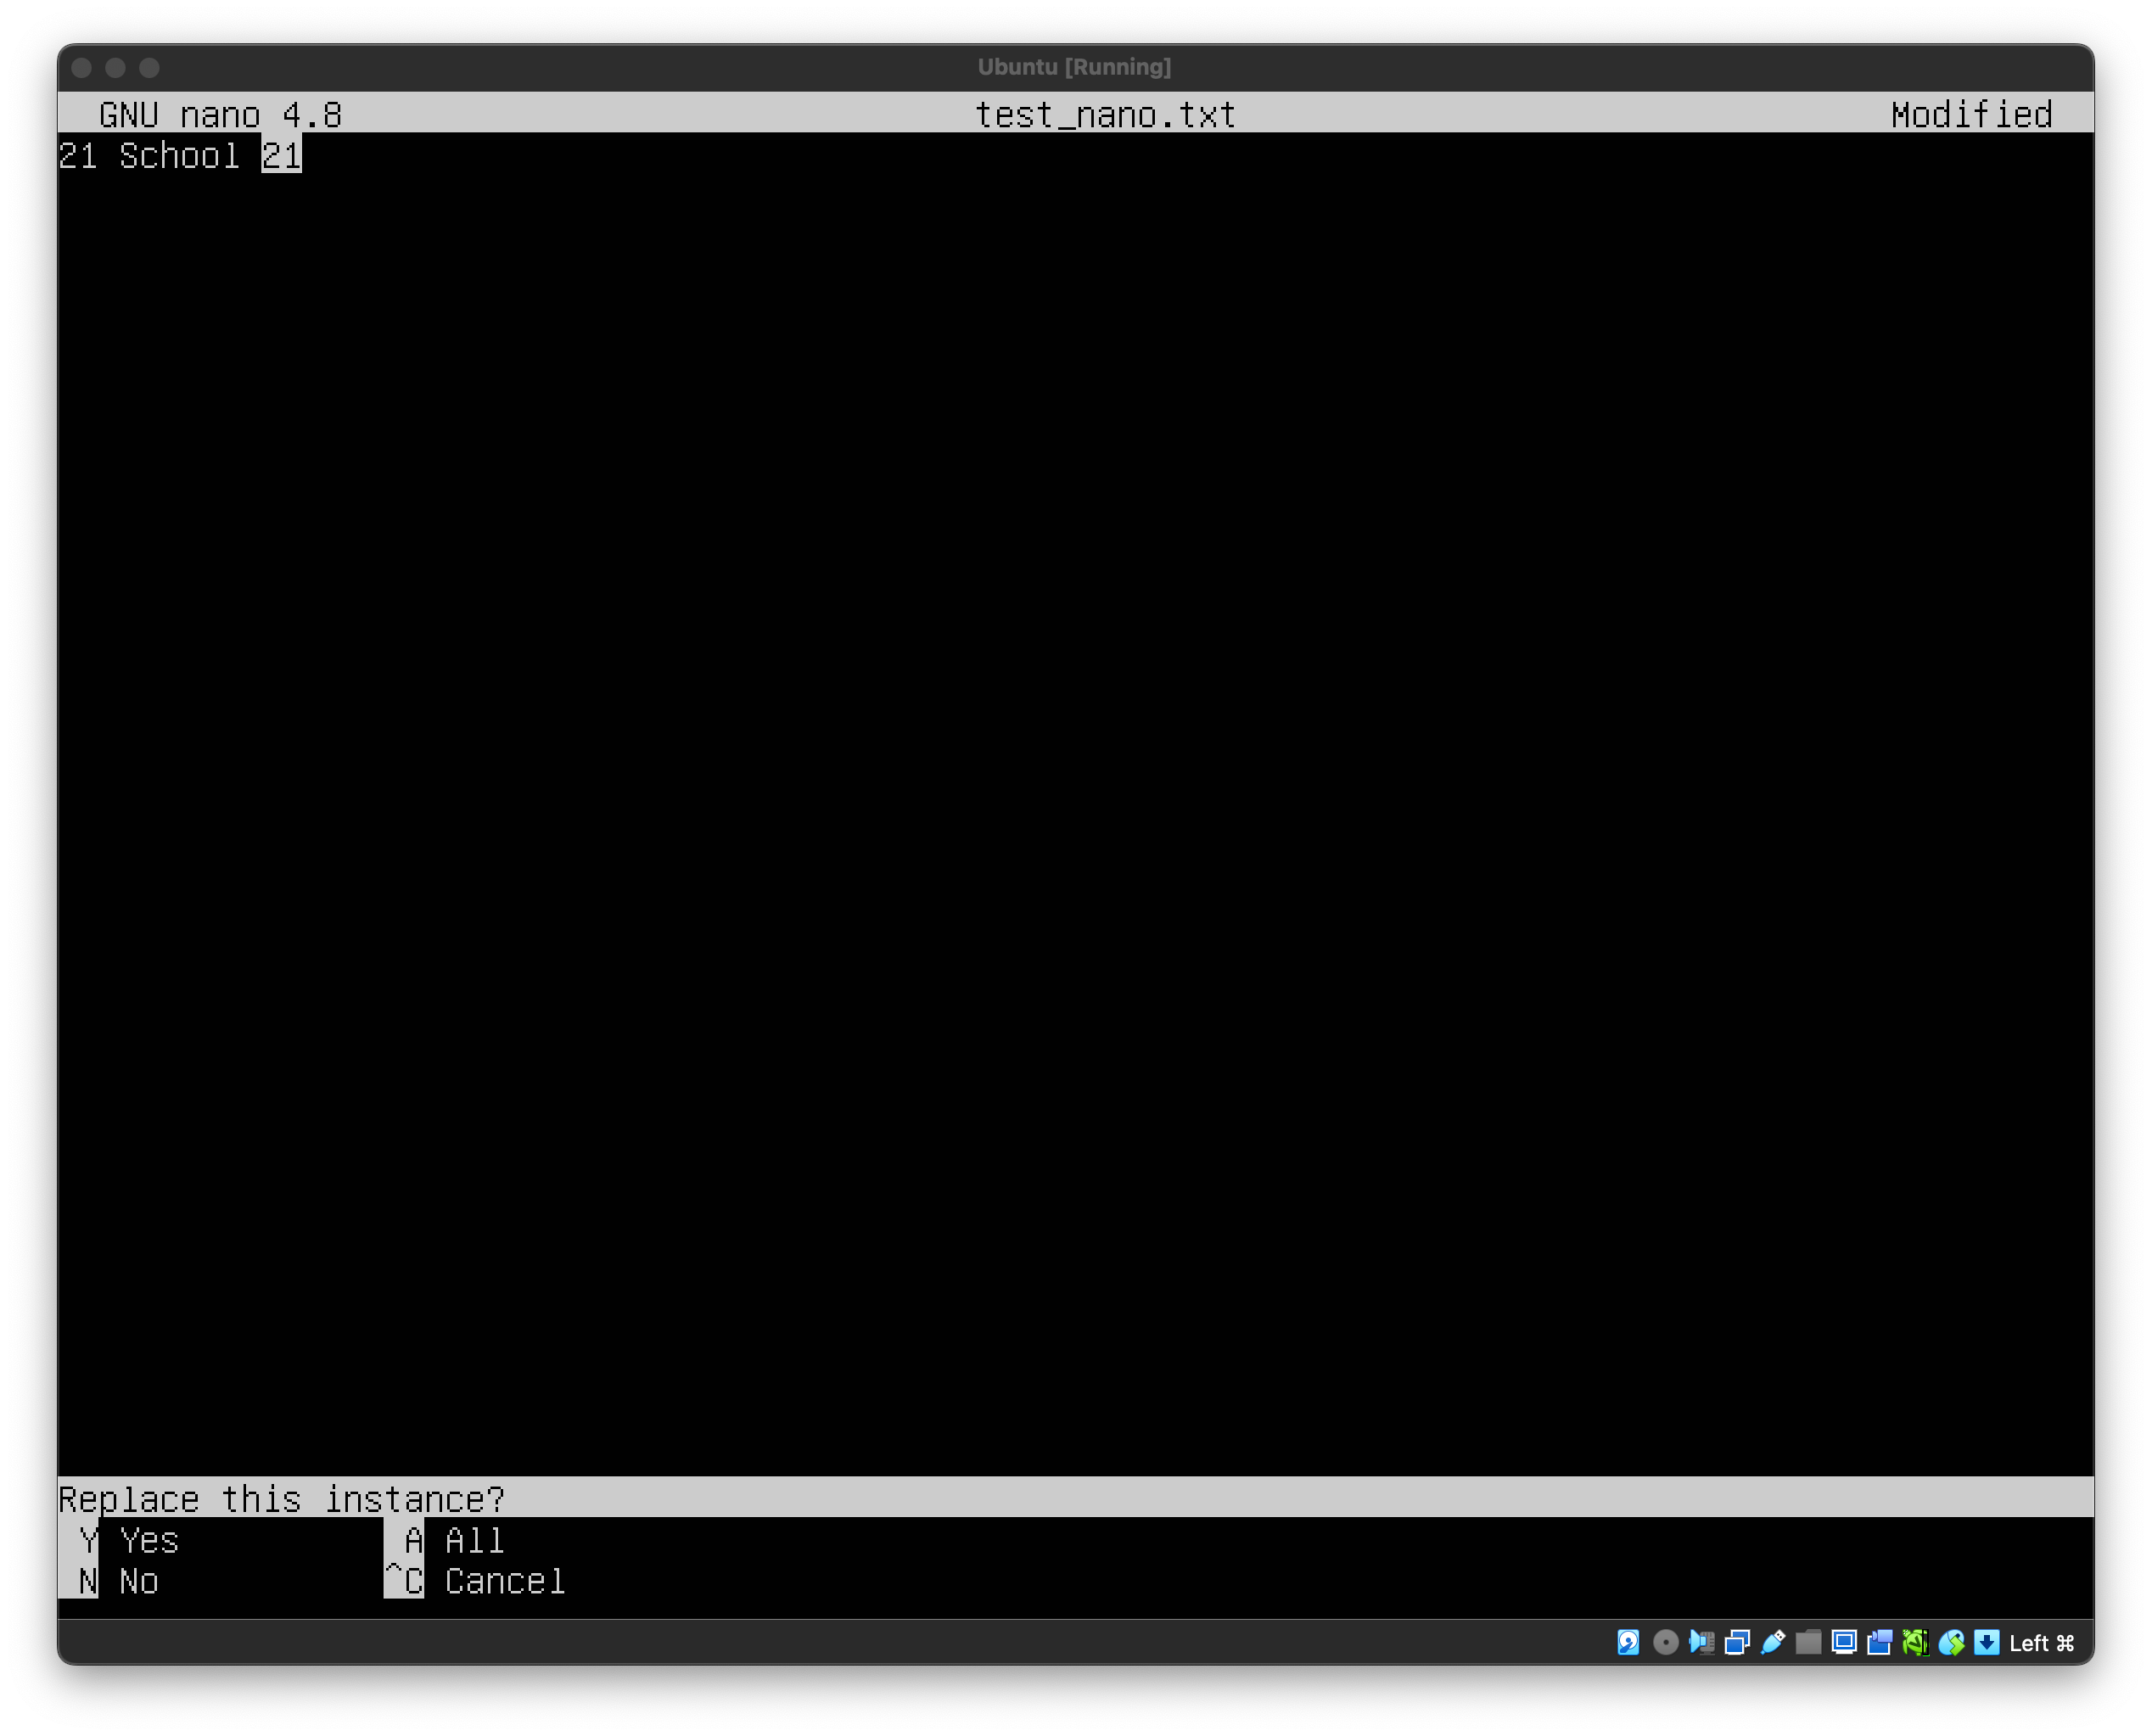 Ubuntu [Running]
GNU nano 4.8 test_nano.txt Modified
21 School 21
Replace this instance?
Y Yes A All
N No ^C Cancel
Left ⌘